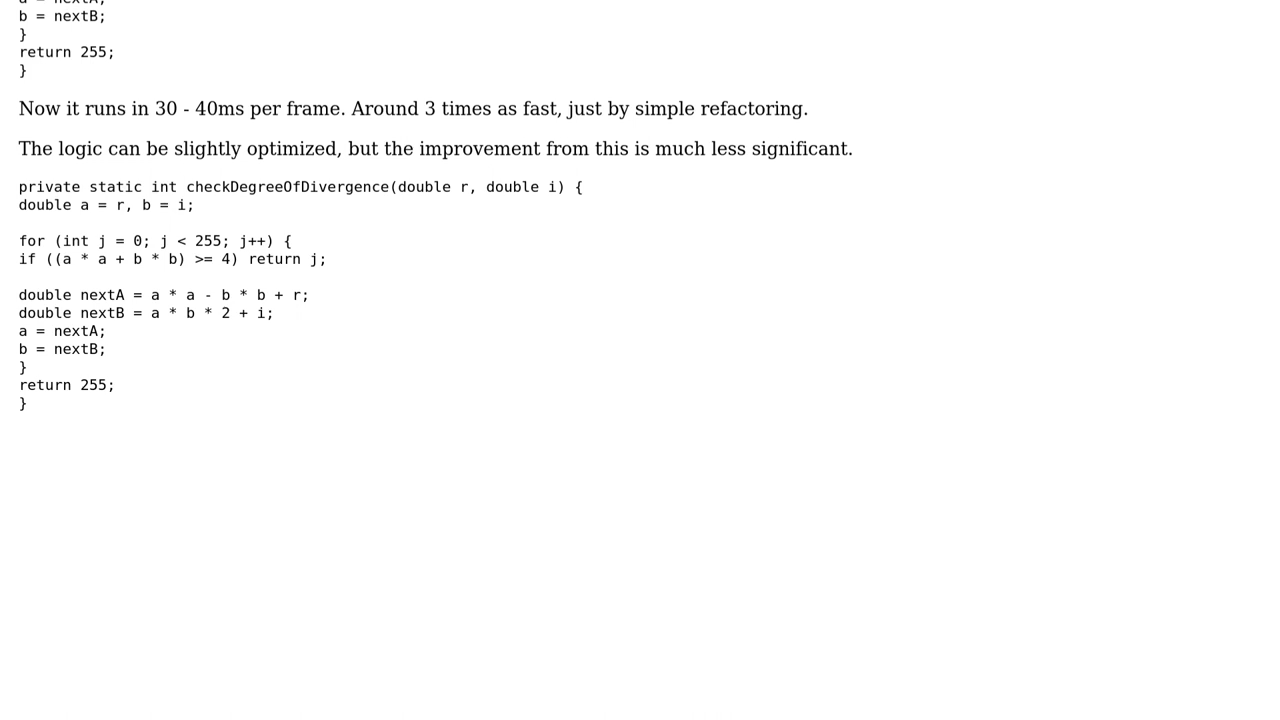 a = nextA;
b = nextB;
}
return 255;
}
Now it runs in 30 - 40ms per frame. Around 3 times as fast, just by simple refactoring.
The logic can be slightly optimized, but the improvement from this is much less significant.
private static int checkDegreeOfDivergence(double r, double i) {
double a = r, b = i;
for (int j = 0; j < 255; j++) {
if ((a * a + b * b) >= 4) return j;
double nextA = a * a - b * b + r;
double nextB = a * b * 2 + i;
a = nextA;
b = nextB;
}
return 255;
}